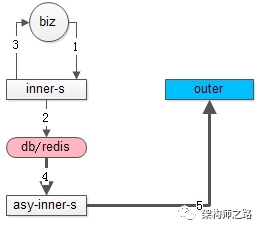 biz
3
1
inner-s
outer
2
db/redis
4
asy-inner-s
5
架构师之路